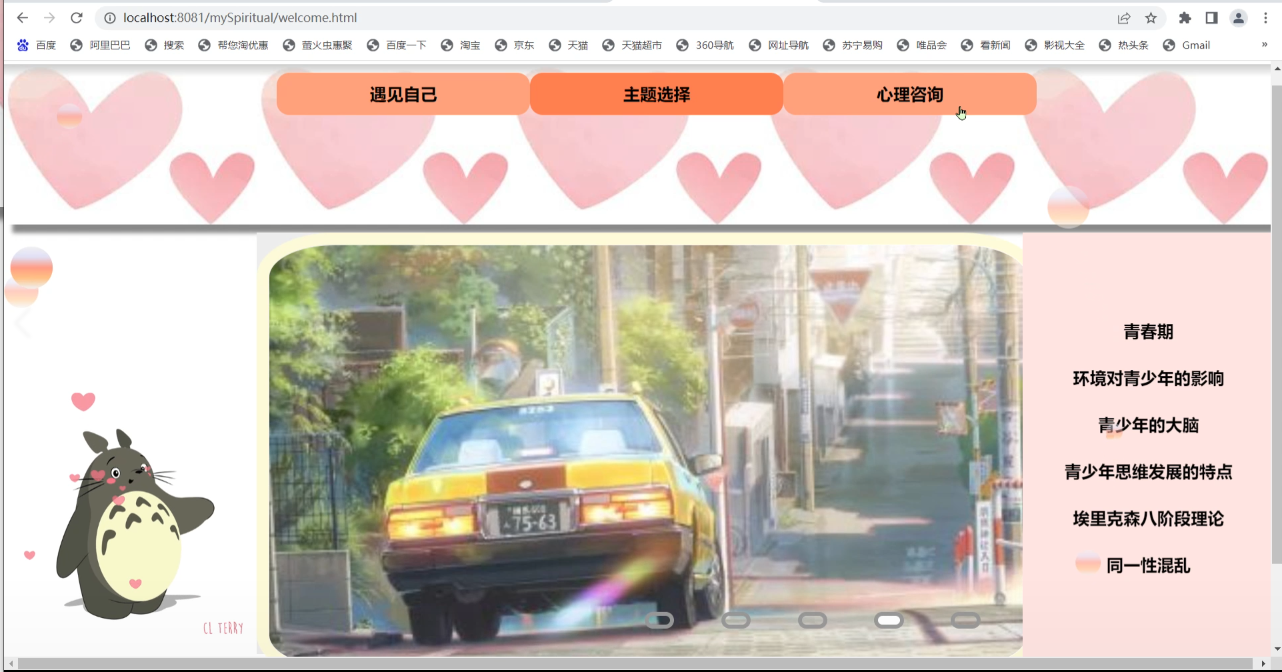 localhost:8081/mySpiritual/welcome.html
百度 阿里巴巴 搜索 帮您淘优惠 萤火虫惠聚 百度一下 淘宝 京东 天猫 天猫超市 360导航 网址导航 苏宁易购 唯品会 看新闻 影视大全 热头条 Gmail »
遇见自己 主题选择 心理咨询
青春期
环境对青少年的影响
青少年的大脑
青少年思维发展的特点
埃里克森八阶段理论
同一性混乱
75-63
CL TERRY